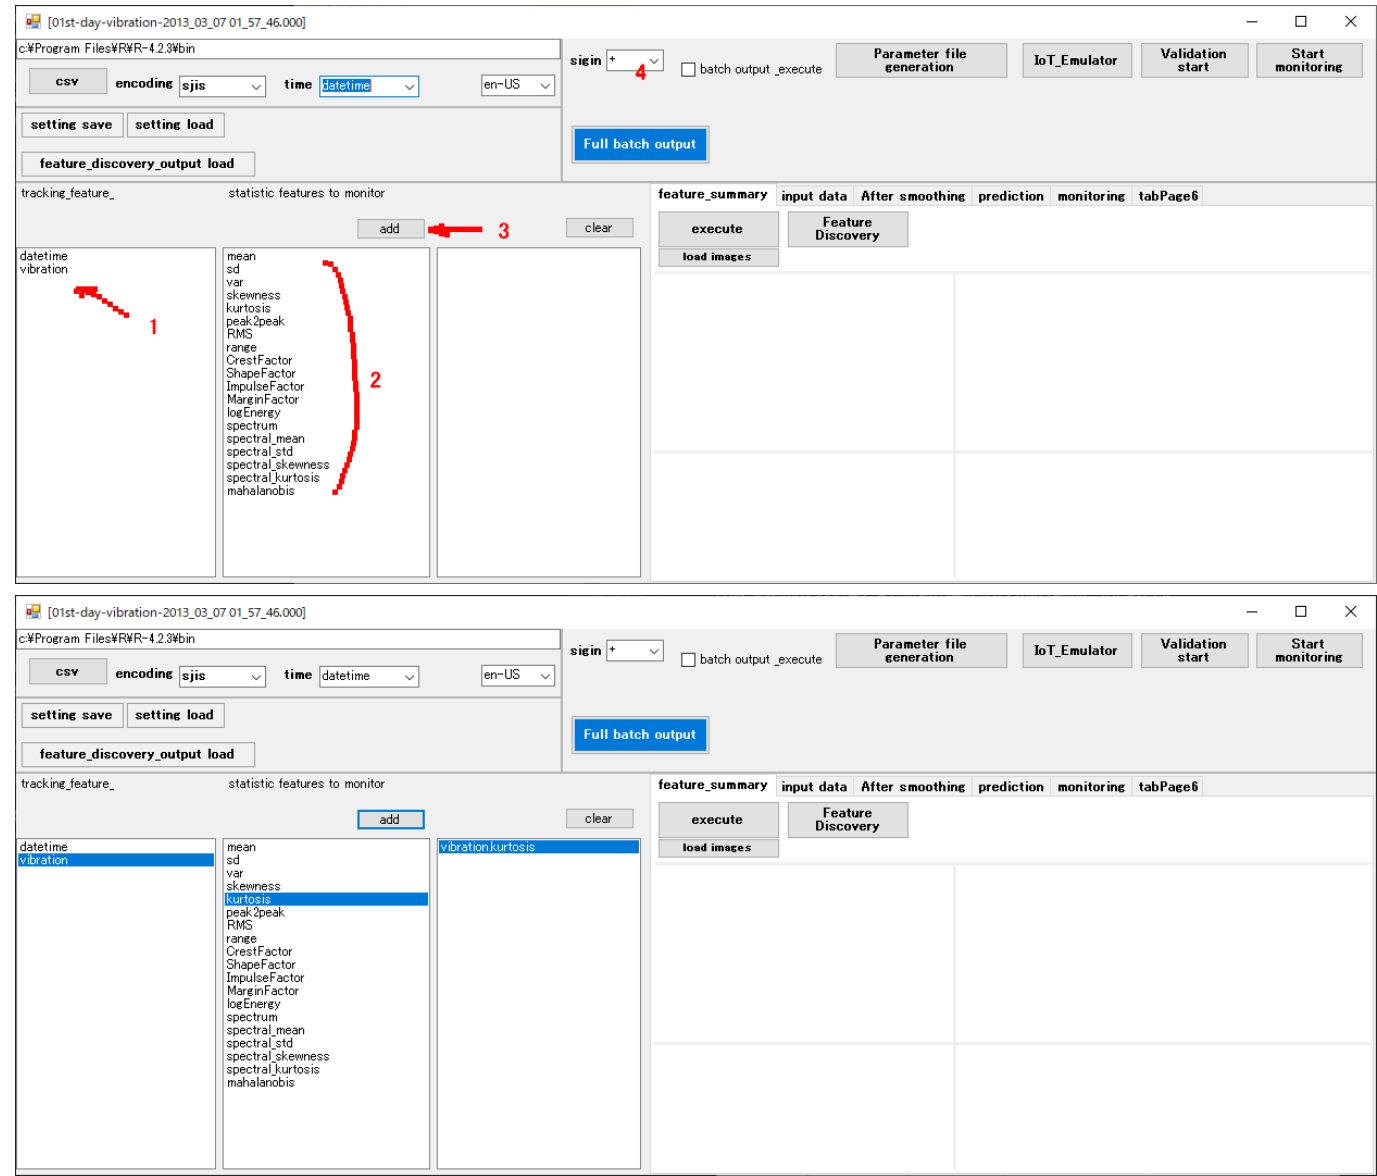 [01st-day-vibration-2013_03_07 01_57_46.000]
c:¥Program Files¥R¥R-4.2.3¥bin
csv encoding sjis time datetime en-US
sigin + 4 batch output _execute Parameter file generation IoT_Emulator Validation start Start monitoring
setting save setting load
Full batch output
feature_discovery_output load
tracking_feature_ statistic features to monitor
feature_summary input data After smoothing prediction monitoring tabPage6
add 3 clear
execute Feature Discovery
load images
datetime
vibration
1
mean
sd
var
skewness
kurtosis
peak2peak
RMS
range
CrestFactor
ShapeFactor
ImpulseFactor
MarginFactor
logEnergy
spectrum
spectral_mean
spectral_std
spectral_skewness
spectral_kurtosis
mahalanobis
2
[01st-day-vibration-2013_03_07 01_57_46.000]
c:¥Program Files¥R¥R-4.2.3¥bin
csv encoding sjis time datetime en-US
sigin + batch output _execute Parameter file generation IoT_Emulator Validation start Start monitoring
setting save setting load
Full batch output
feature_discovery_output load
tracking_feature_ statistic features to monitor
feature_summary input data After smoothing prediction monitoring tabPage6
add clear
execute Feature Discovery
load images
datetime
vibration
mean
sd
var
skewness
kurtosis
peak2peak
RMS
range
CrestFactor
ShapeFactor
ImpulseFactor
MarginFactor
logEnergy
spectrum
spectral_mean
spectral_std
spectral_skewness
spectral_kurtosis
mahalanobis
vibration.kurtosis